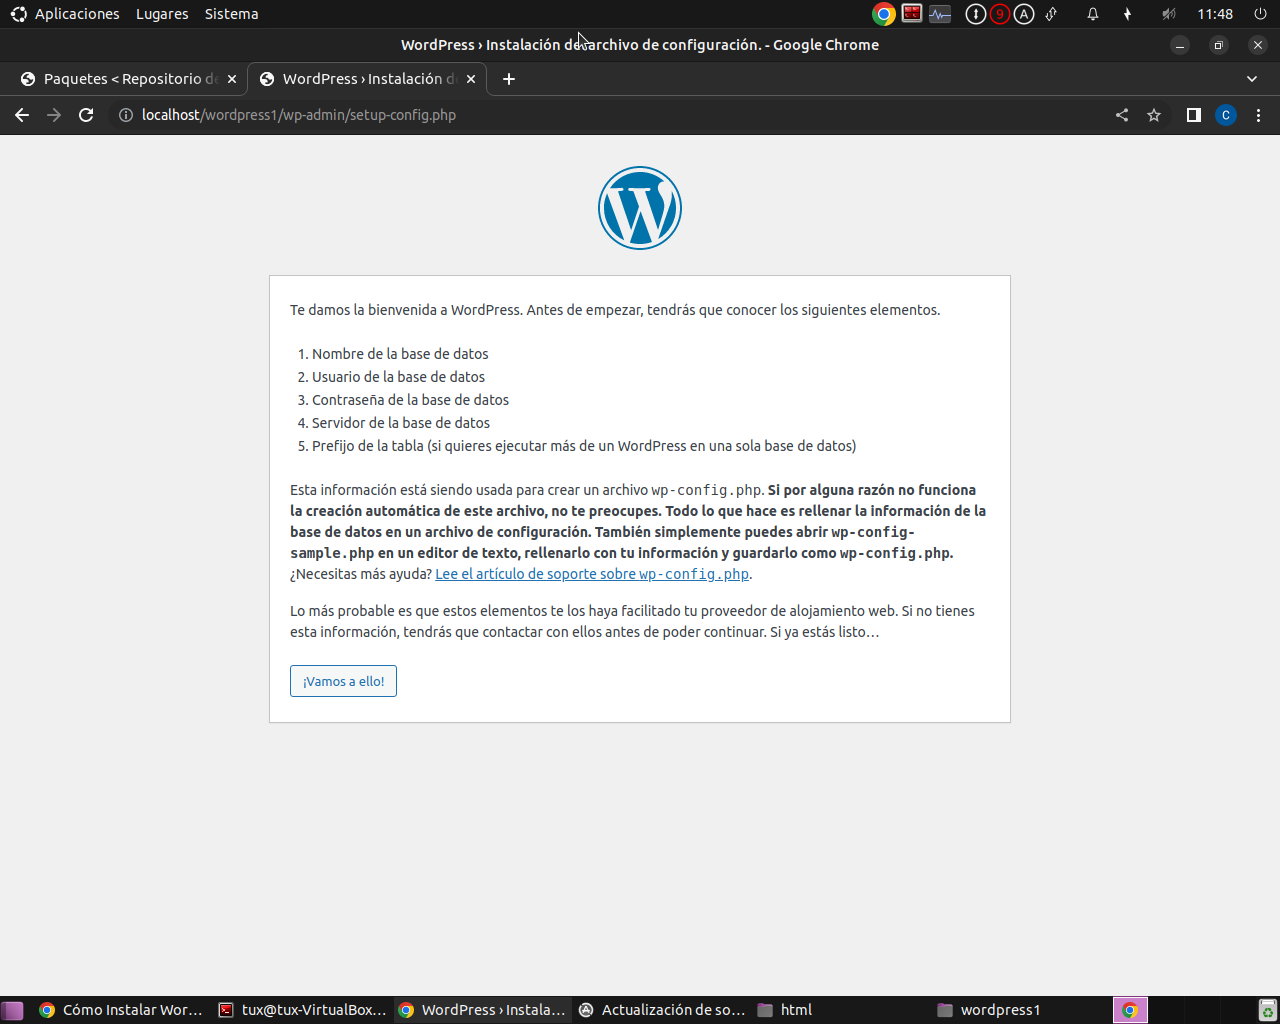 Aplicaciones Lugares Sistema
9 A 11:48
WordPress › Instalación de archivo de configuración. - Google Chrome
Paquetes < Repositorio de
WordPress › Instalación d
localhost/wordpress1/wp-admin/setup-config.php
C
Te damos la bienvenida a WordPress. Antes de empezar, tendrás que conocer los siguientes elementos.
1. Nombre de la base de datos
2. Usuario de la base de datos
3. Contraseña de la base de datos
4. Servidor de la base de datos
5. Prefijo de la tabla (si quieres ejecutar más de un WordPress en una sola base de datos)
Esta información está siendo usada para crear un archivo wp-config.php. Si por alguna razón no funciona
la creación automática de este archivo, no te preocupes. Todo lo que hace es rellenar la información de la
base de datos en un archivo de configuración. También simplemente puedes abrir wp-config-
sample.php en un editor de texto, rellenarlo con tu información y guardarlo como wp-config.php.
¿Necesitas más ayuda? Lee el artículo de soporte sobre wp-config.php.
Lo más probable es que estos elementos te los haya facilitado tu proveedor de alojamiento web. Si no tienes
esta información, tendrás que contactar con ellos antes de poder continuar. Si ya estás listo…
¡Vamos a ello!
Cómo Instalar Wor... tux@tux-VirtualBox... WordPress › Instala... Actualización de so... html wordpress1